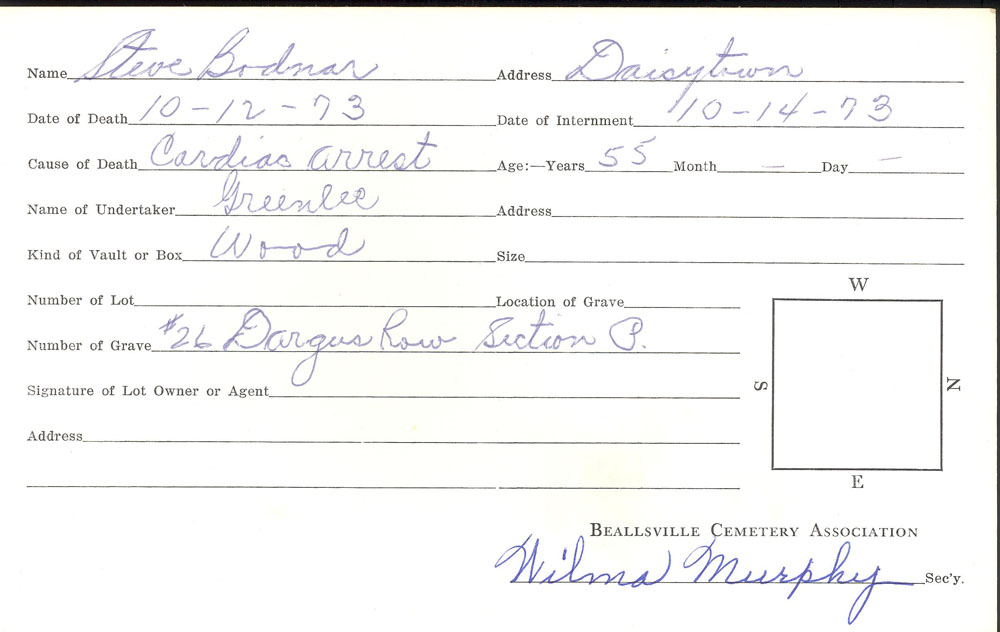 Name Steve Bodnar Address Daisytown
Date of Death 10-12-73 Date of Internment 10-14-73
Cause of Death Cardiac arrest Age:—Years 55 Month — Day —
Name of Undertaker Greenlee Address
Kind of Vault or Box Wood Size
Number of Lot Location of Grave
W
Number of Grave #26 Dargus Row Section P.
S N
Signature of Lot Owner or Agent
Address
E
BEALLSVILLE CEMETERY ASSOCIATION
Wilma Murphy Sec'y.